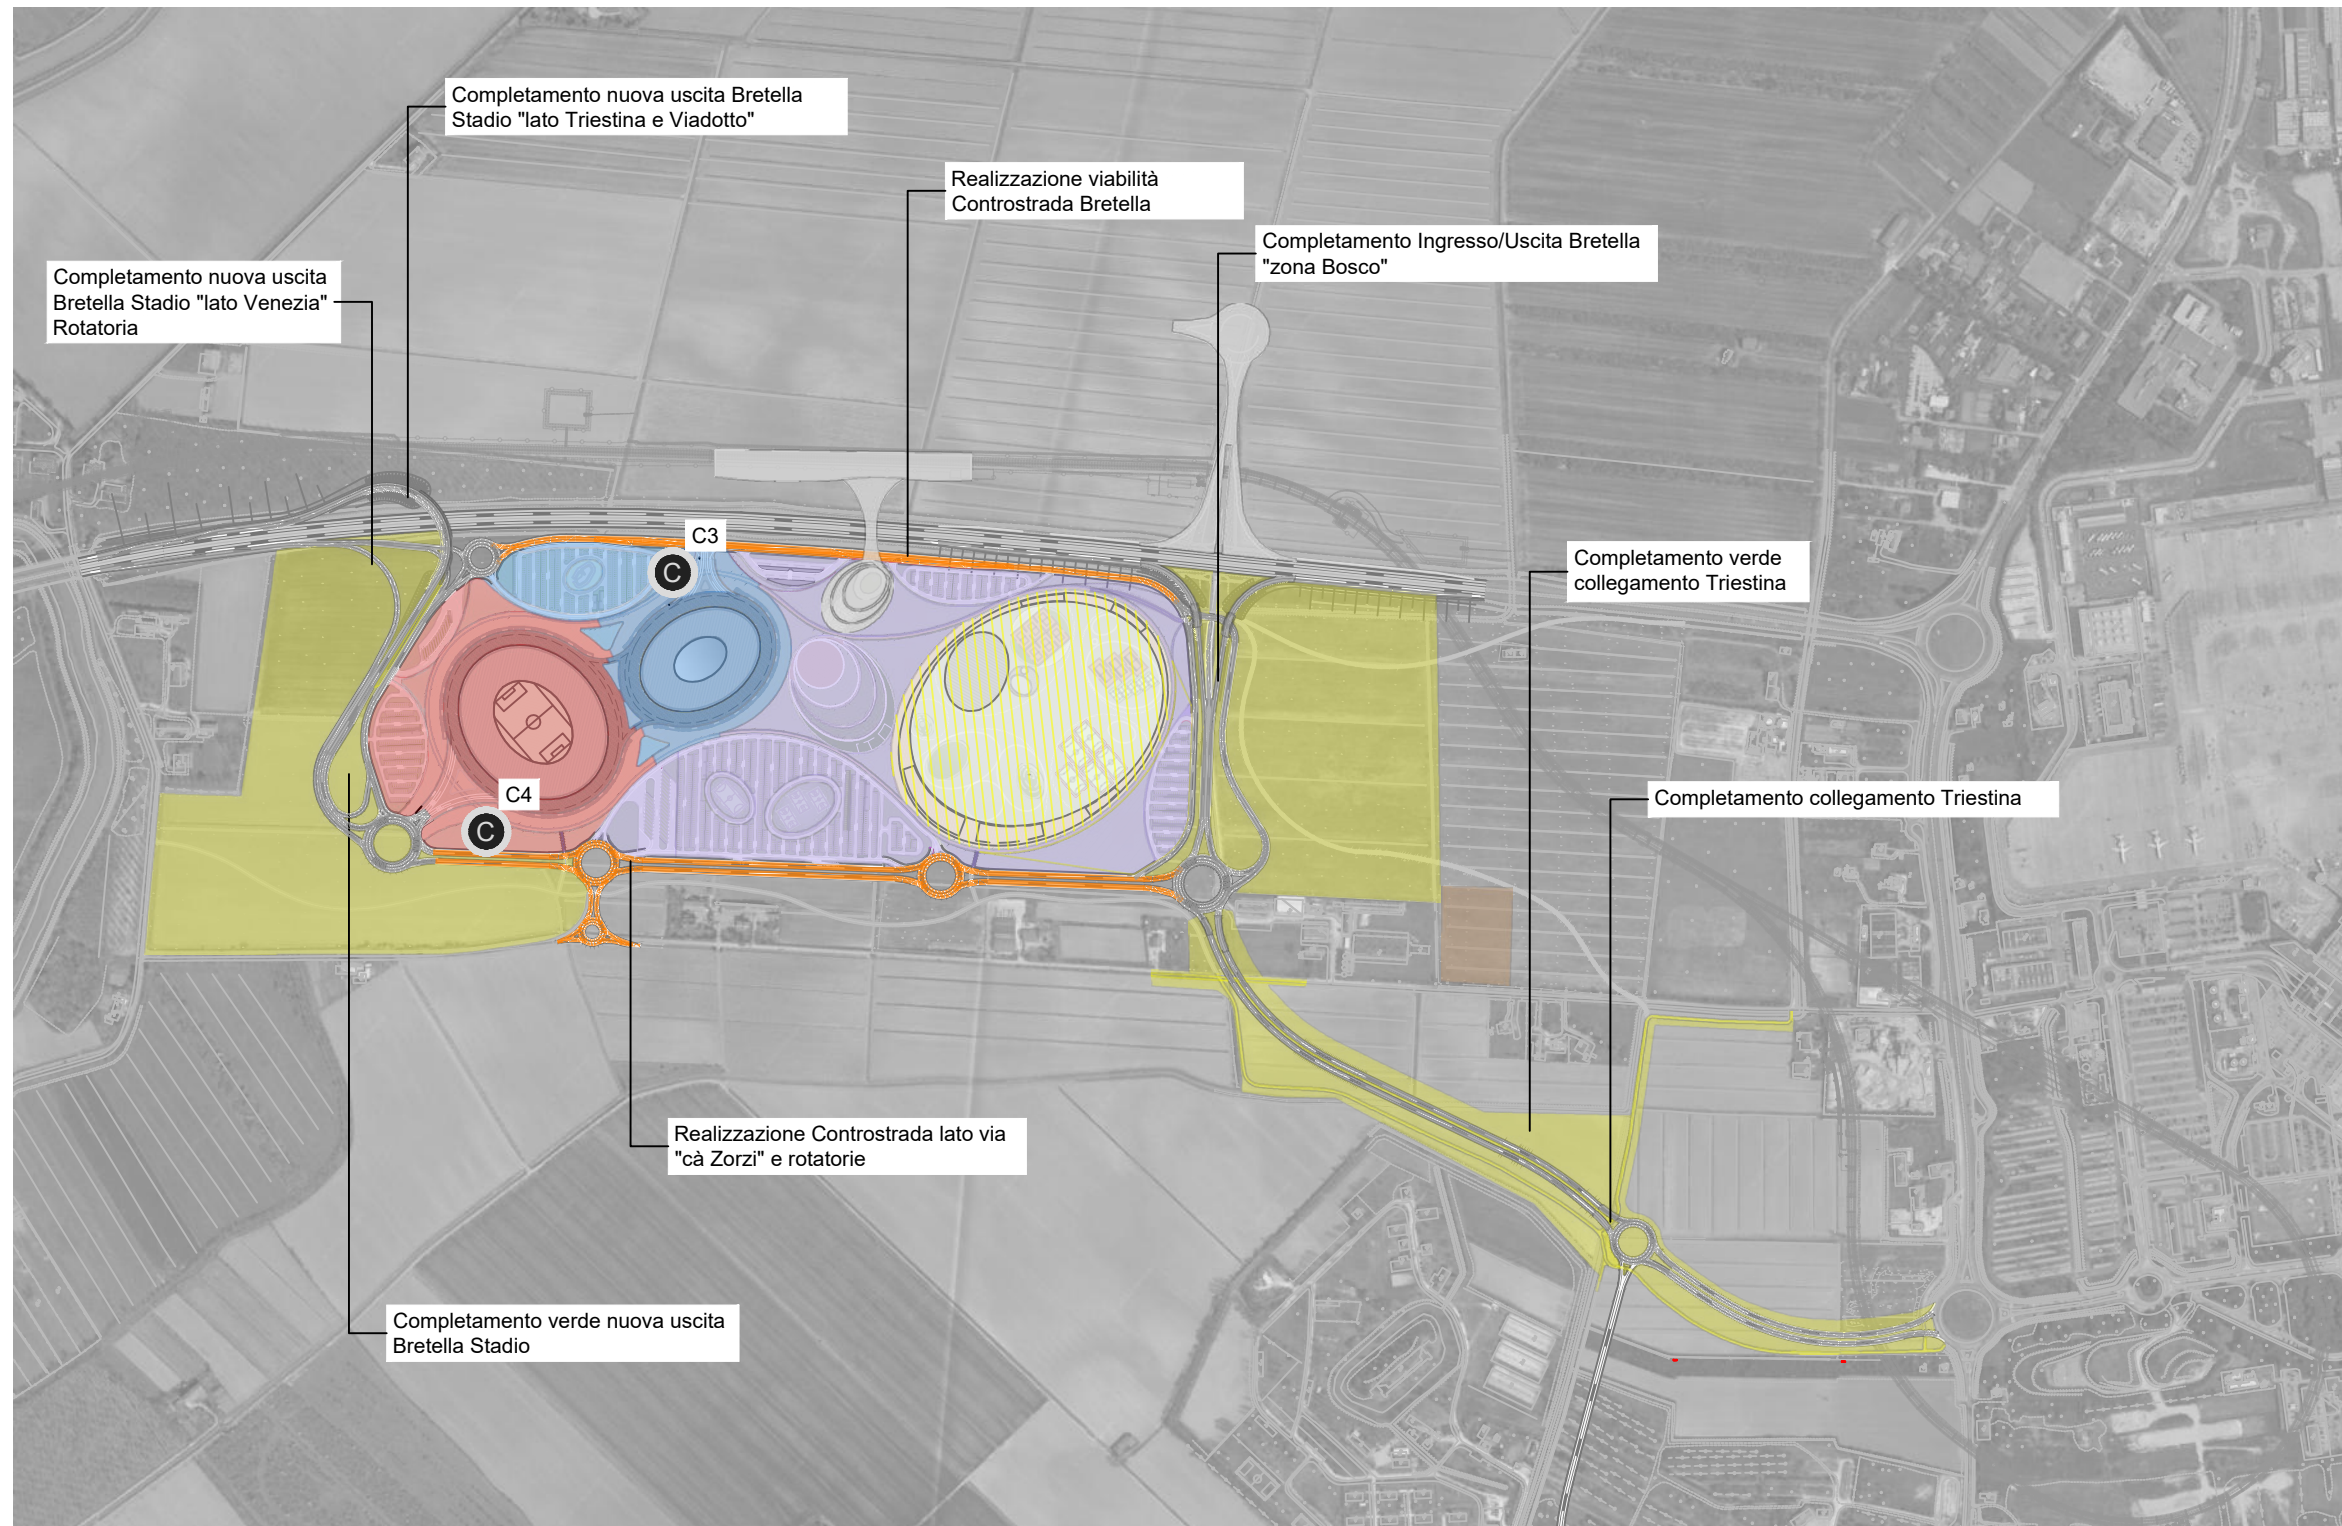 Completamento nuova uscita Bretella
Stadio "lato Triestina e Viadotto"
Realizzazione viabilità
Controstrada Bretella
Completamento Ingresso/Uscita Bretella
"zona Bosco"
Completamento nuova uscita
Bretella Stadio "lato Venezia"
Rotatoria
C3
C
Completamento verde
collegamento Triestina
C4
C
Completamento collegamento Triestina
Realizzazione Controstrada lato via
"cà Zorzi" e rotatorie
Completamento verde nuova uscita
Bretella Stadio